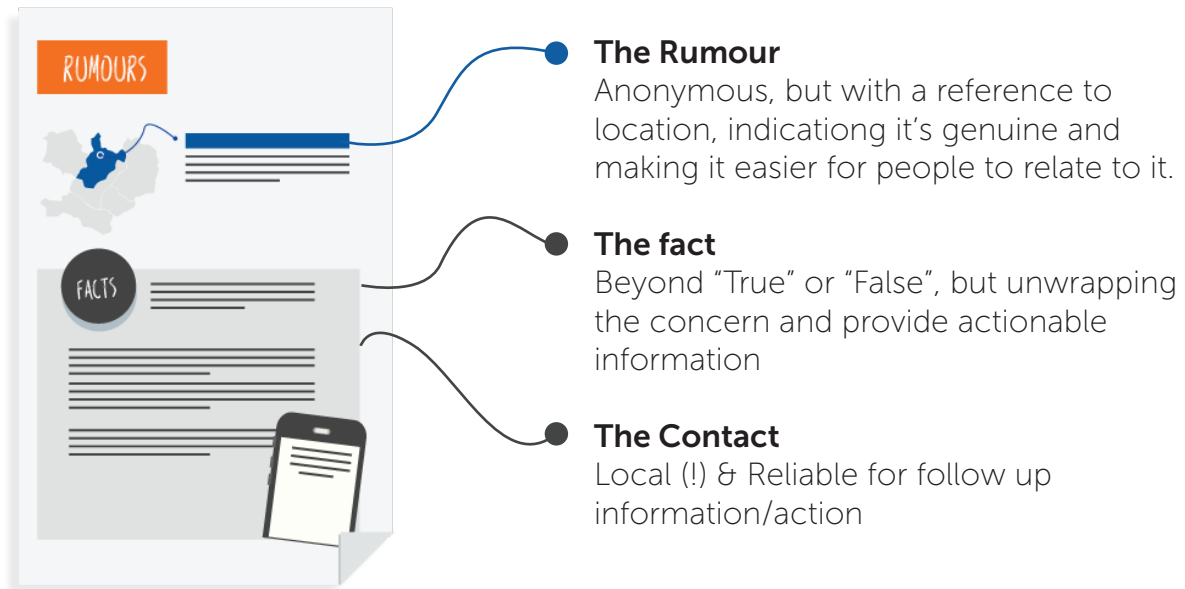 RUMOURS
FACTS
The Rumour
Anonymous, but with a reference to
location, indicationg it's genuine and
making it easier for people to relate to it.
The fact
Beyond “True” or “False”, but unwrapping
the concern and provide actionable
information
The Contact
Local (!) & Reliable for follow up
information/action